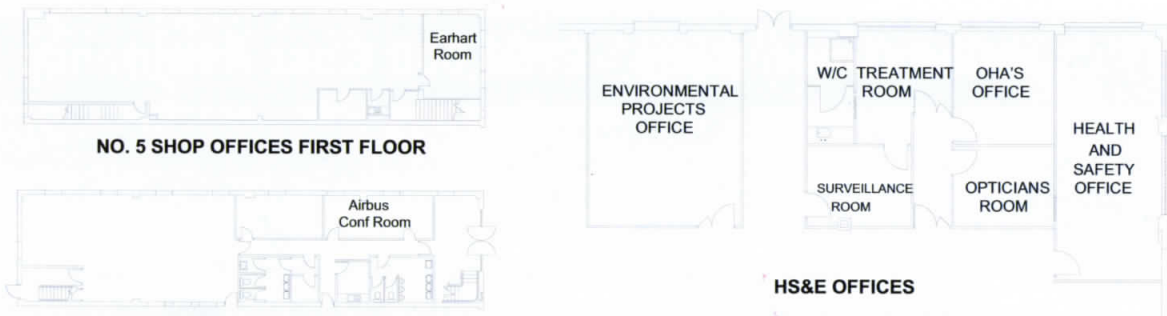 Earhart
Room
NO. 5 SHOP OFFICES FIRST FLOOR
Airbus
Conf Room
ENVIRONMENTAL
PROJECTS
OFFICE
W/C
TREATMENT
ROOM
OHA'S
OFFICE
HEALTH
AND
SAFETY
OFFICE
SURVEILLANCE
ROOM
OPTICIANS
ROOM
HS&E OFFICES